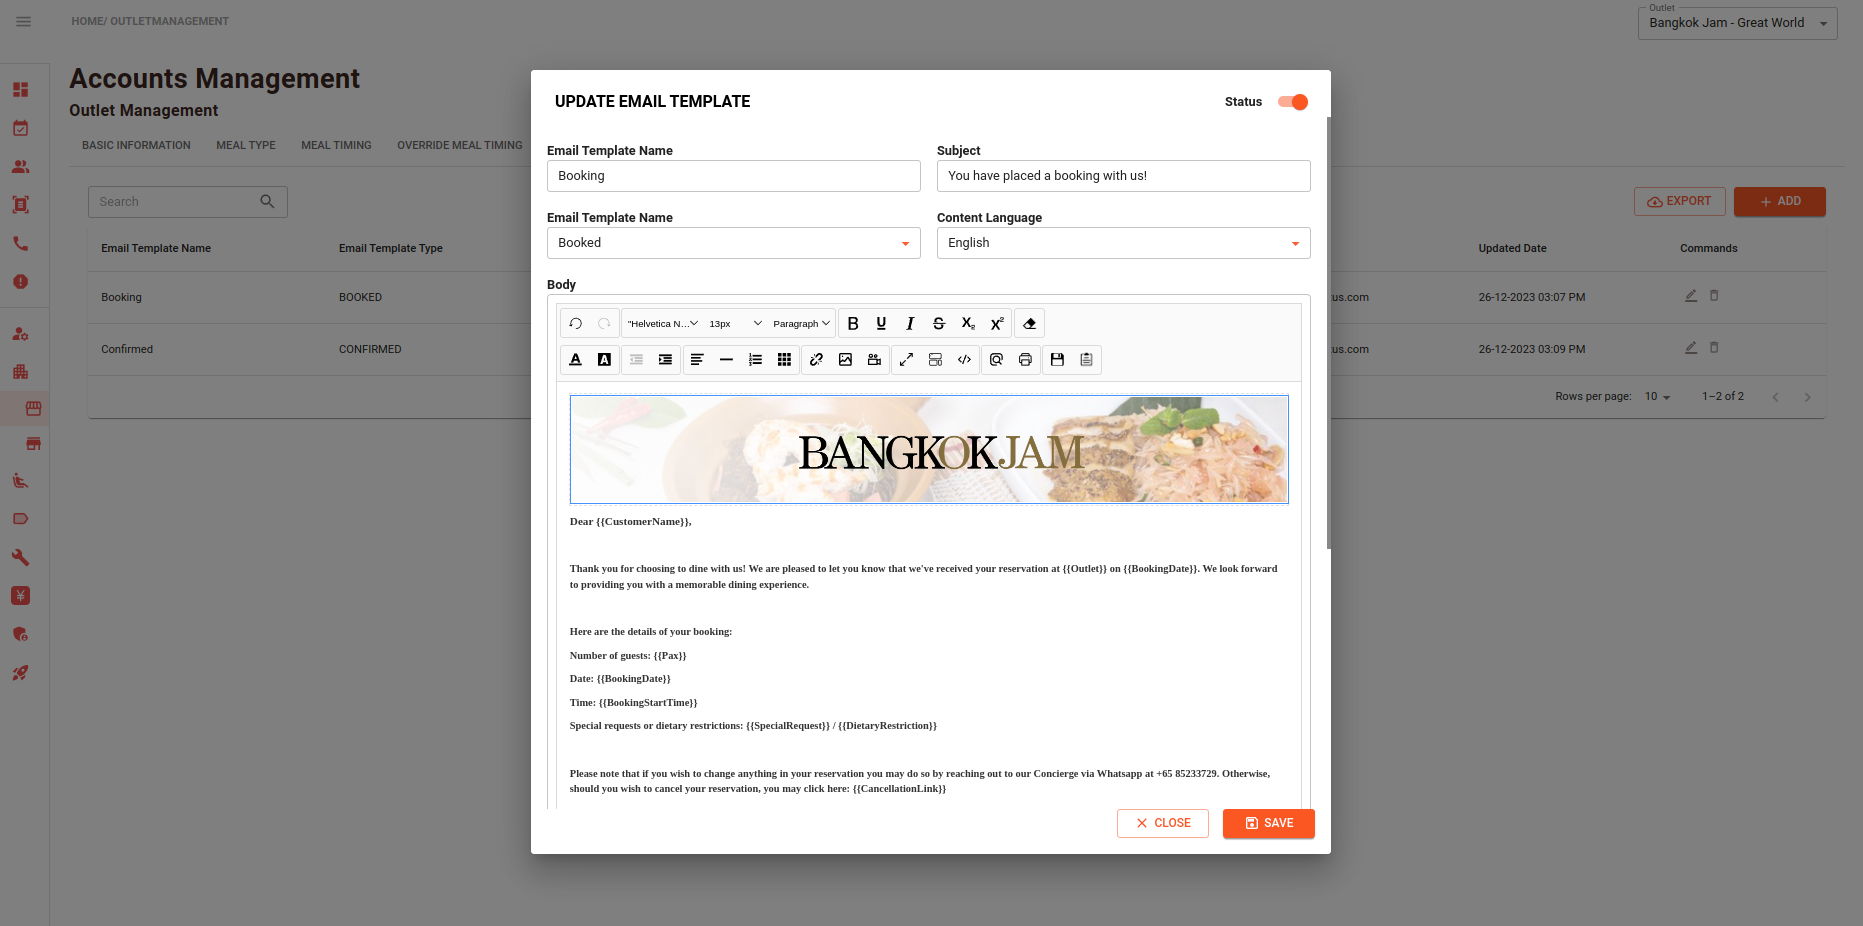 HOME/ OUTLETMANAGEMENT
Outlet
Bangkok Jam - Great World
Accounts Management
Outlet Management
BASIC INFORMATION MEAL TYPE MEAL TIMING OVERRIDE MEAL TIMING
Search
EXPORT
ADD
Email Template Name Email Template Type Updated Date Commands
Booking BOOKED us.com 26-12-2023 03:07 PM
Confirmed CONFIRMED us.com 26-12-2023 03:09 PM
Rows per page: 10 1–2 of 2
UPDATE EMAIL TEMPLATE
Status
Email Template Name Subject
Booking You have placed a booking with us!
Email Template Name Content Language
Booked English
Body
"Helvetica N... 13px Paragraph B U I S X₂ X²
A A
BANGKOKJAM
Dear {{CustomerName}},
Thank you for choosing to dine with us! We are pleased to let you know that we've received your reservation at {{Outlet}} on {{BookingDate}}. We look forward
to providing you with a memorable dining experience.
Here are the details of your booking:
Number of guests: {{Pax}}
Date: {{BookingDate}}
Time: {{BookingStartTime}}
Special requests or dietary restrictions: {{SpecialRequest}} / {{DietaryRestriction}}
Please note that if you wish to change anything in your reservation you may do so by reaching out to our Concierge via Whatsapp at +65 85233729. Otherwise,
should you wish to cancel your reservation, you may click here: {{CancellationLink}}
CLOSE
SAVE